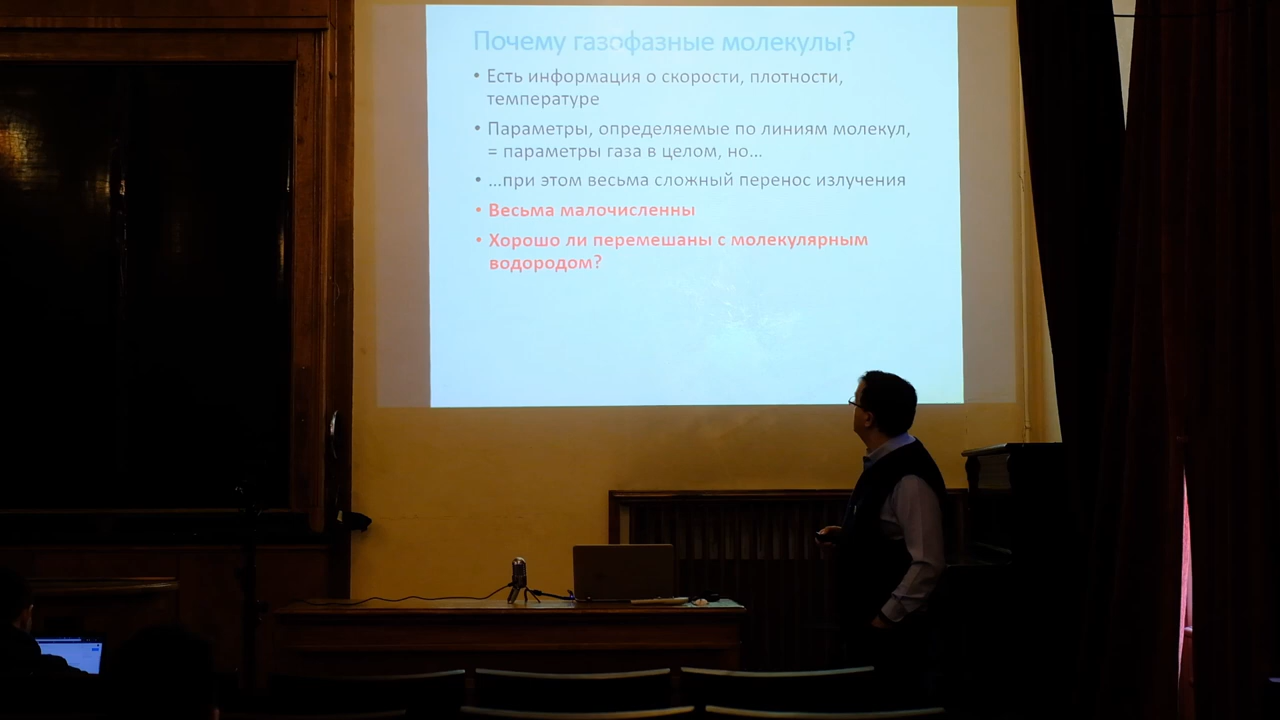 Почему газофазные молекулы?
• Есть информация о скорости, плотности,
температуре
• Параметры, определяемые по линиям молекул,
= параметры газа в целом, но…
• …при этом весьма сложный перенос излучения
• Весьма малочисленны
• Хорошо ли перемешаны с молекулярным
водородом?